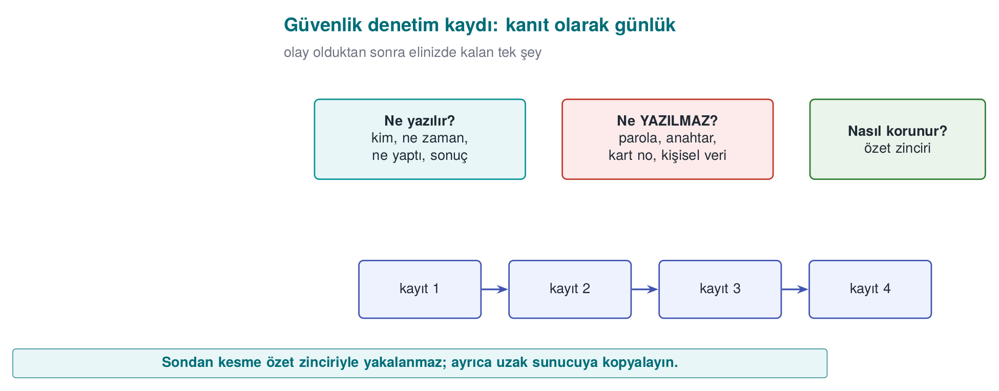 Güvenlik denetim kaydı: kanıt olarak günlük
olay olduktan sonra elinizde kalan tek şey
Ne yazılır?
kim, ne zaman,
ne yaptı, sonuç
Ne YAZILMAZ?
parola, anahtar,
kart no, kişisel veri
Nasıl korunur?
özet zinciri
kayıt 1
kayıt 2
kayıt 3
kayıt 4
Sondan kesme özet zinciriyle yakalanmaz; ayrıca uzak sunucuya kopyalayın.